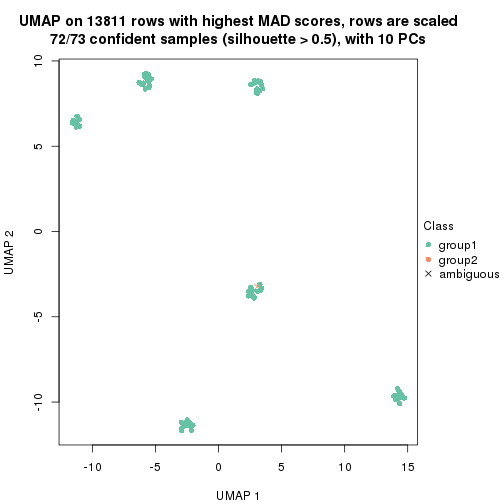 UMAP on 13811 rows with highest MAD scores, rows are scaled
72/73 confident samples (silhouette > 0.5), with 10 PCs
10
5
0
-5
-10
UMAP 2
Class
group1
group2
ambiguous
-10 -5 0 5 10 15
UMAP 1